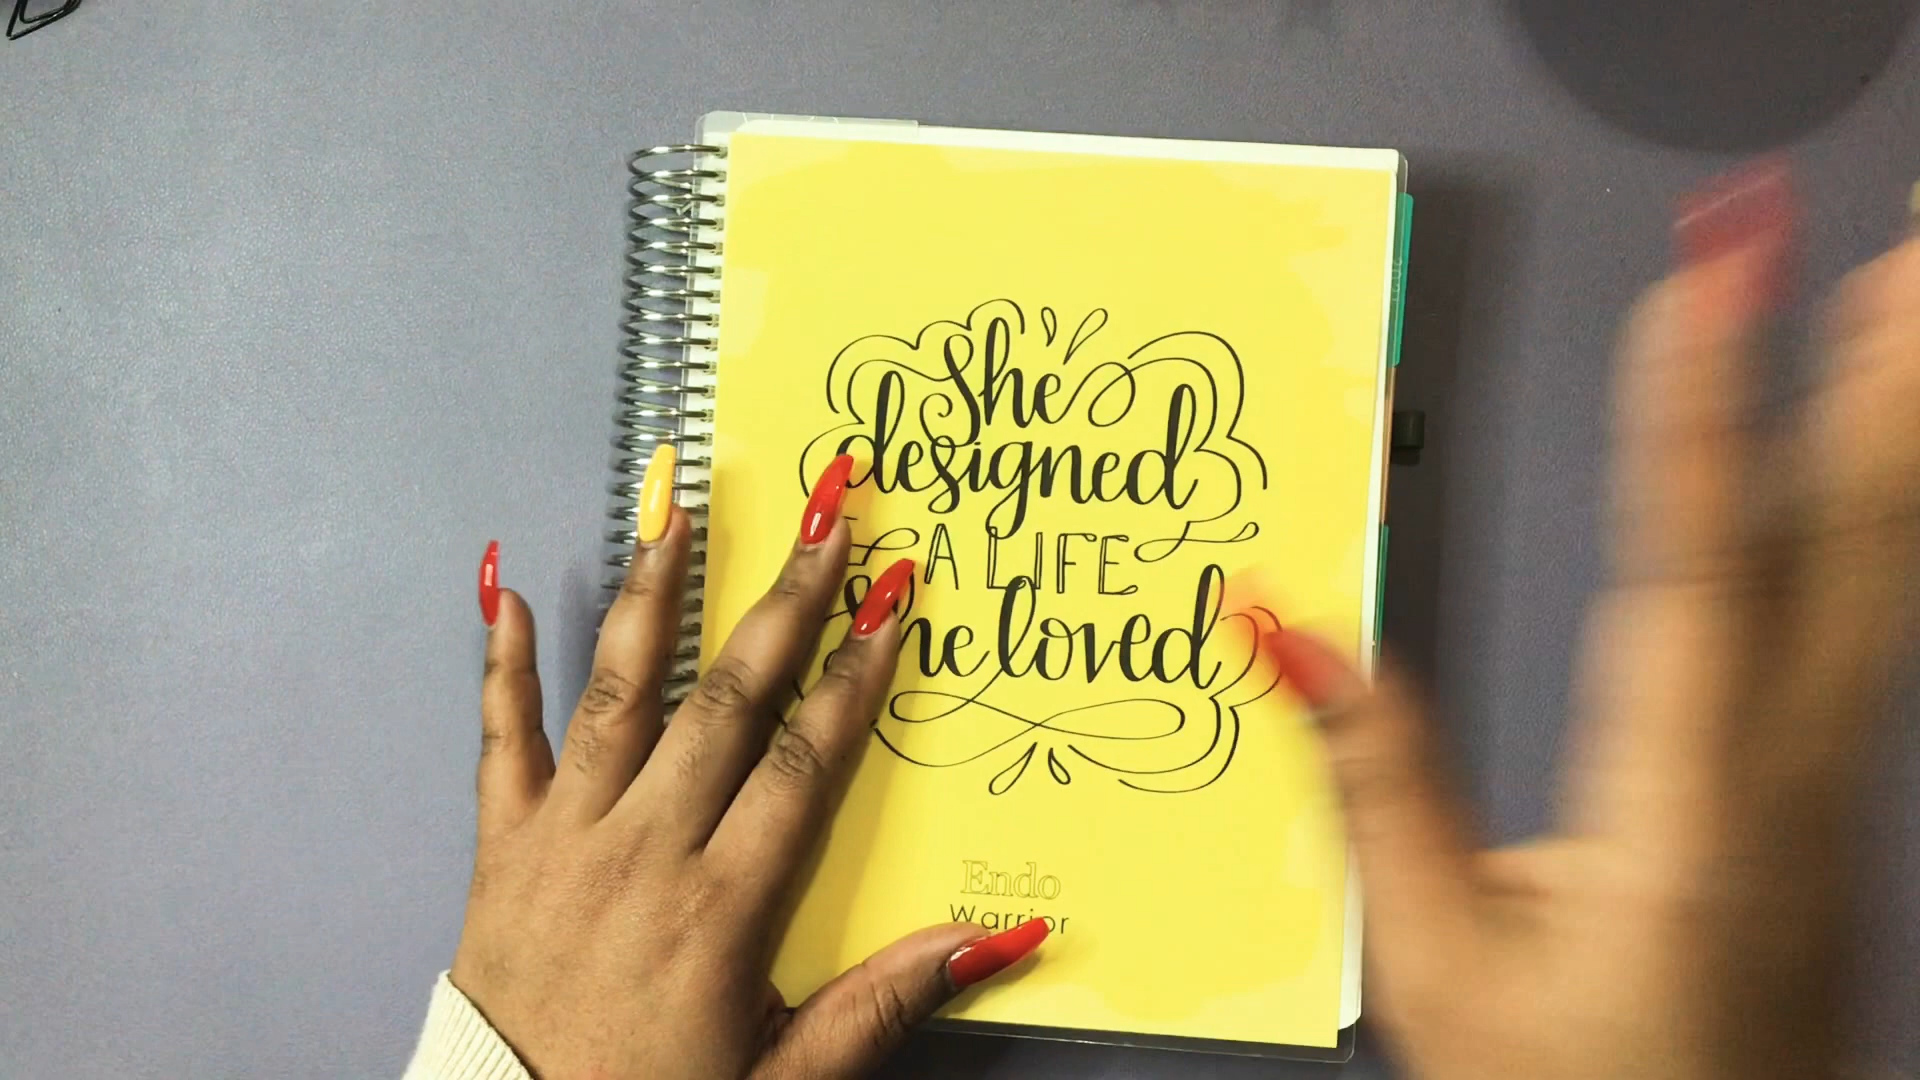 She
designed
A LIFE
She loved
Endo
Warrior